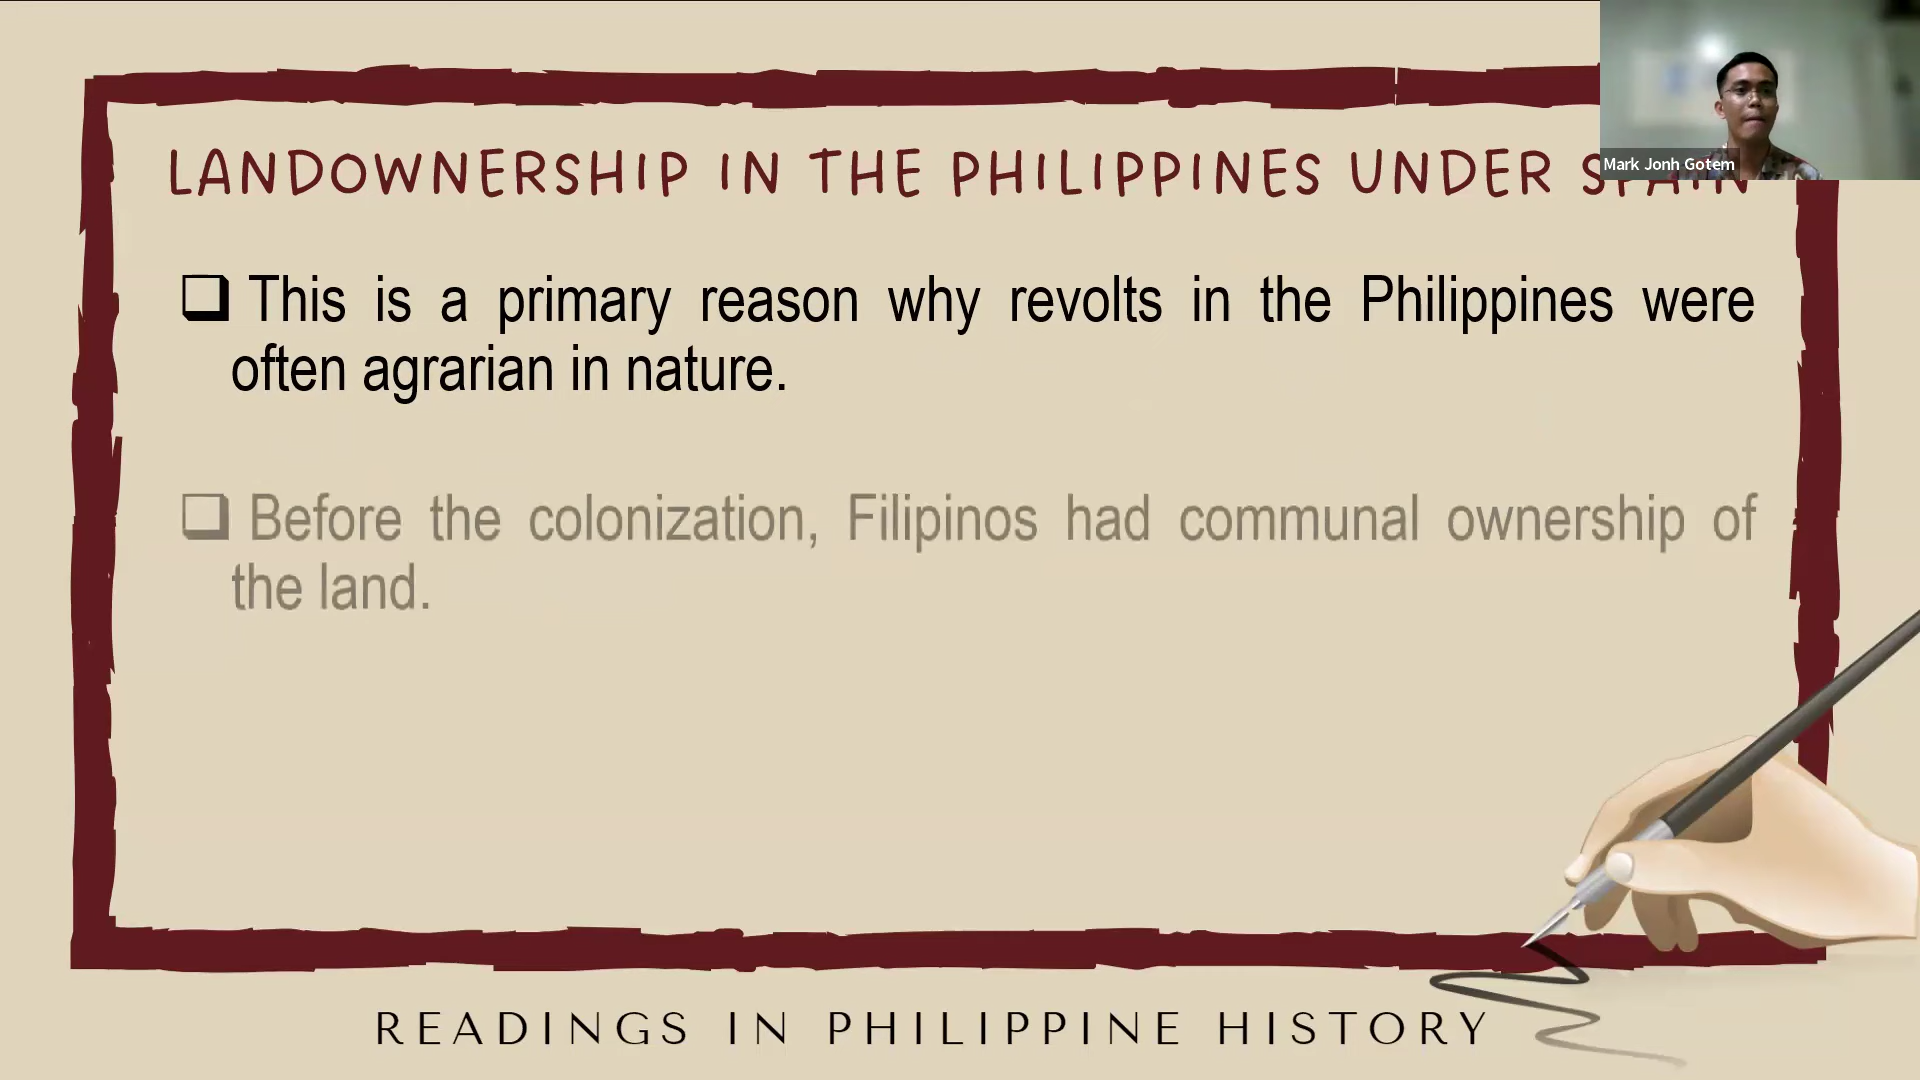 Mark Jonh Gotem
LANDOWNERSHIP IN THE PHILIPPINES UNDER SPAIN
This is a primary reason why revolts in the Philippines were
often agrarian in nature.
Before the colonization, Filipinos had communal ownership of
the land.
READINGS IN PHILIPPINE HISTORY